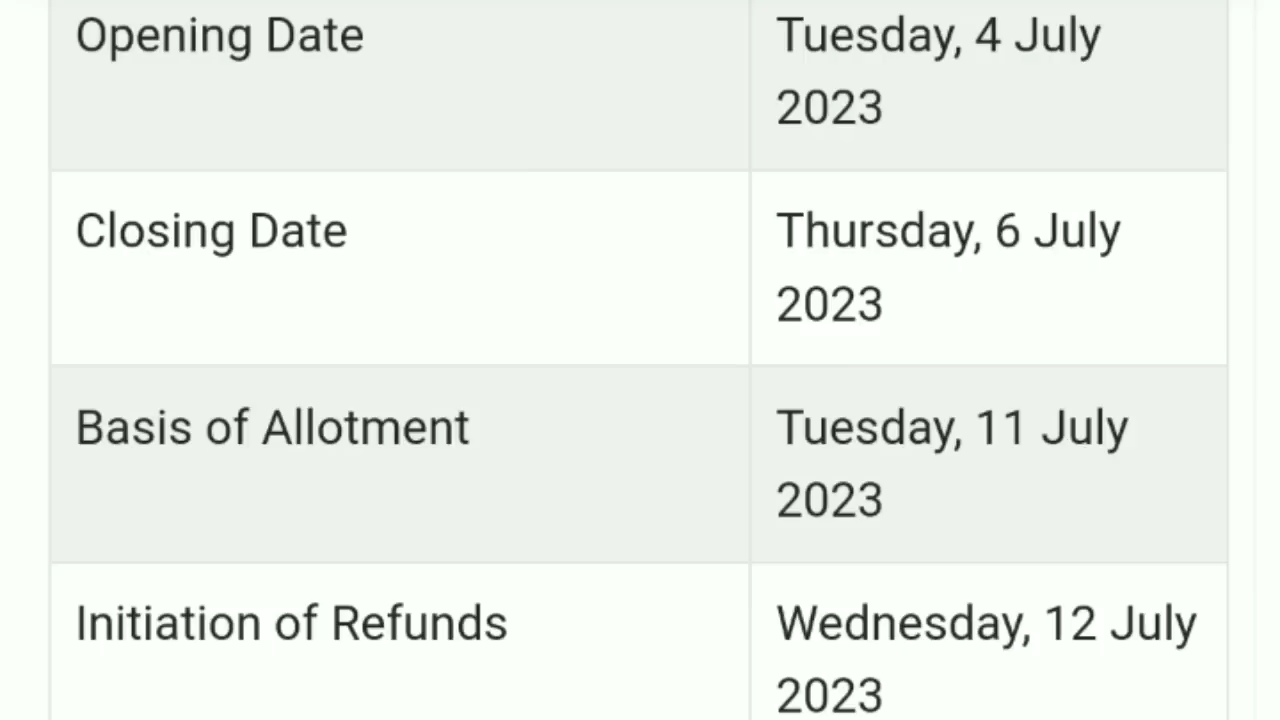 Opening Date
Tuesday, 4 July
2023
Closing Date
Thursday, 6 July
2023
Basis of Allotment
Tuesday, 11 July
2023
Initiation of Refunds
Wednesday, 12 July
2023